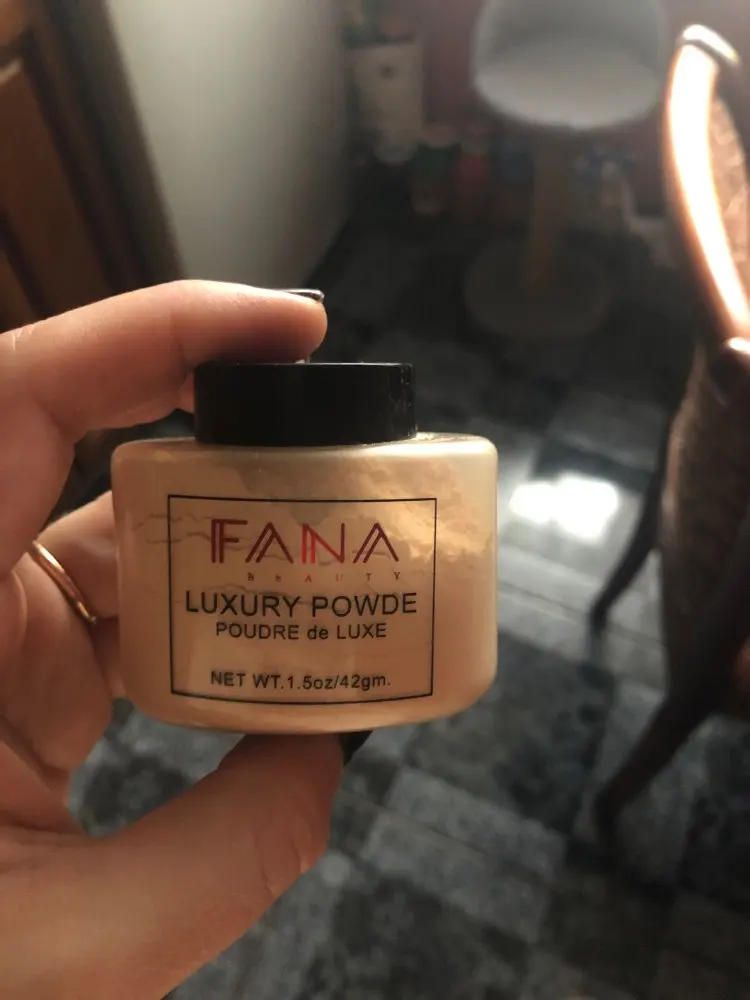 FANA
BEAUTY
LUXURY POWDE
POUDRE de LUXE
NET WT.1.5oz/42gm.